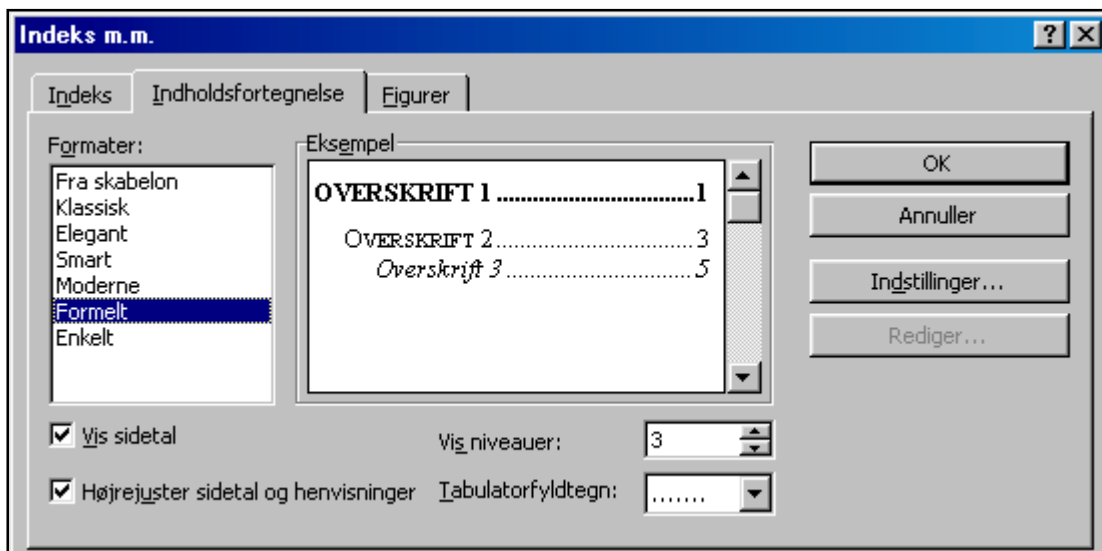 Indeks m.m.
Indeks Indholdsfortegnelse Figurer
Formater:
Fra skabelon
Klassisk
Elegant
Smart
Moderne
Formelt
Enkelt
Eksempel
OVERSKRIFT 1 .................................1
OVERSKRIFT 2.................................. 3
Overskrift 3............................... 5
OK
Annuller
Indstillinger...
Rediger...
Vis sidetal
Vis niveauer: 3
Højrejuster sidetal og henvisninger
Tabulatorfyldtegn: .......